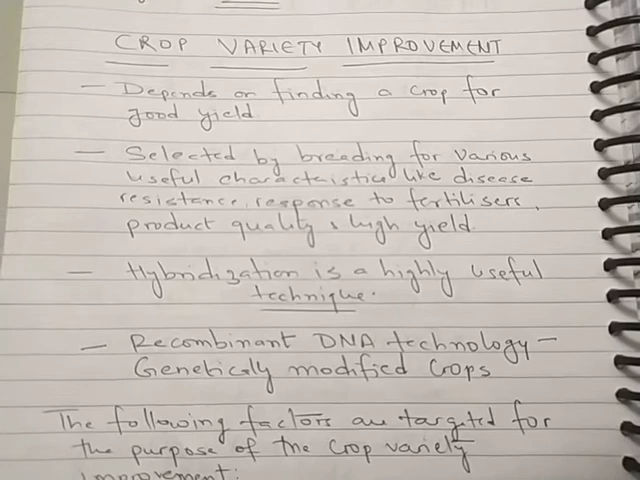 CROP VARIETY IMPROVEMENT
- Depends on finding a crop for
good yield
- Selected by breeding for various
useful characteristics like disease
resistance, response to fertilisers,
product quality & high yield
- Hybridization is a highly useful
technique.
- Recombinant DNA technology -
Genetically modified crops
The following factors are targeted for
the purpose of the crop variety
improvement: